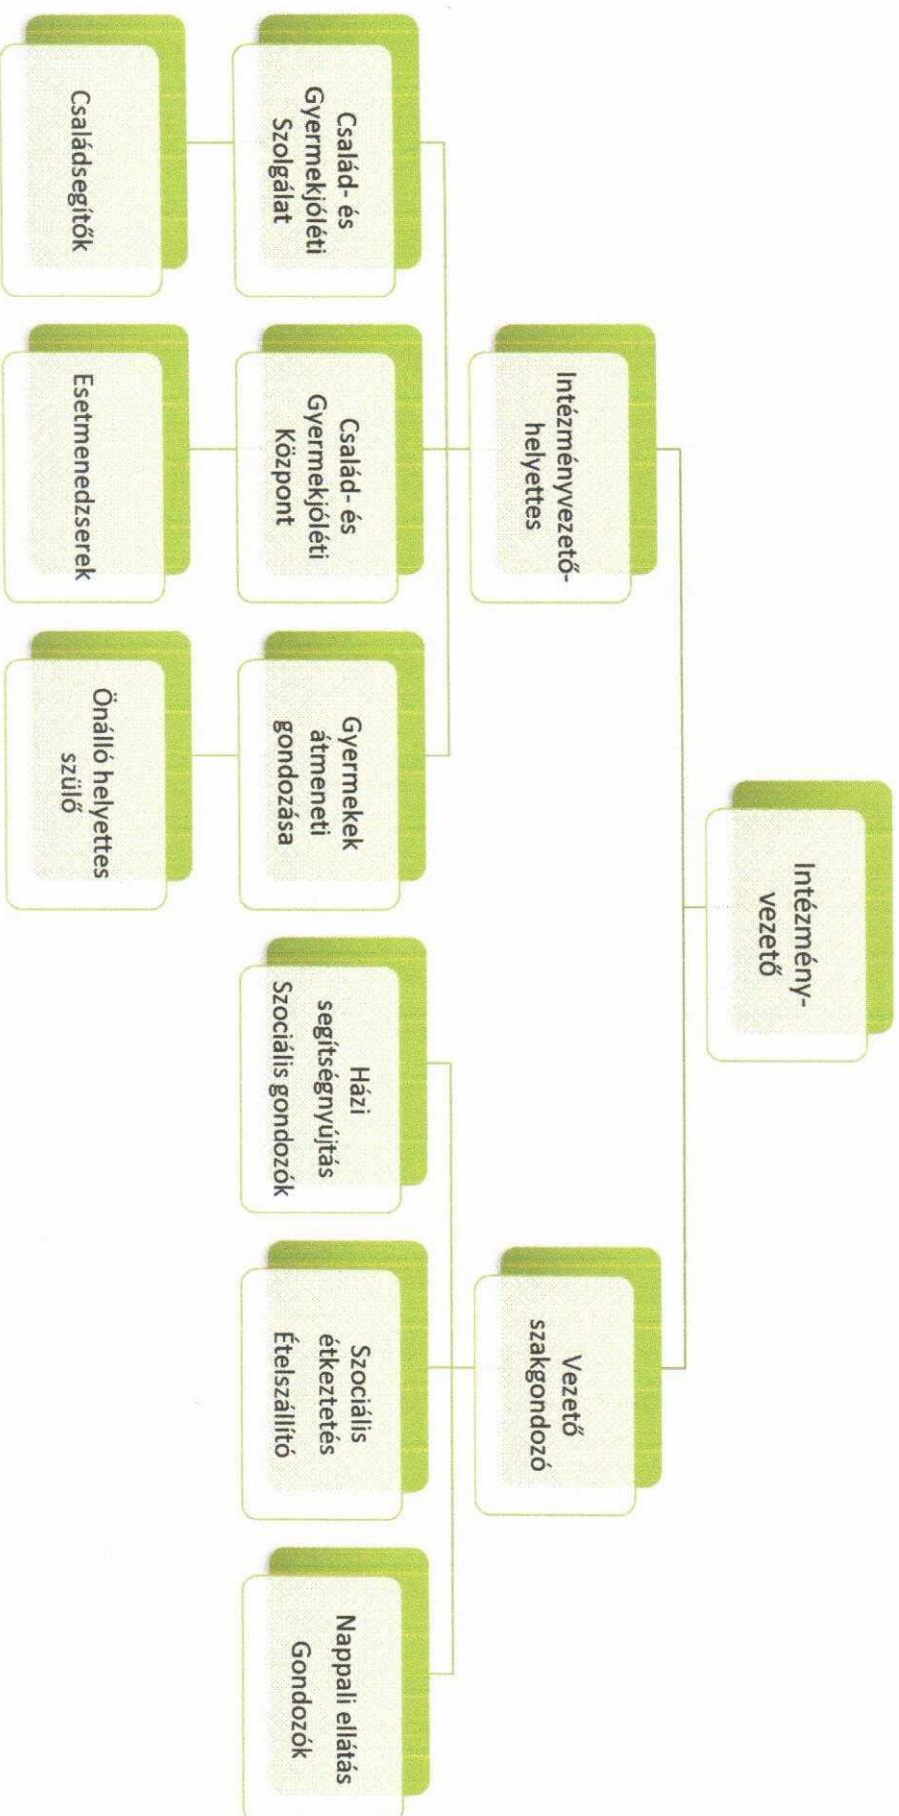 Intézmény-
vezető
Intézményvezető-
helyettes
Vezető
szakgondozó
Család- és
Gyermekjóléti
Szolgálat
Család- és
Gyermekjóléti
Központ
Gyermekek
átmeneti
gondozása
Házi
segítségnyújtás
Szociális gondozók
Szociális
étkeztetés
Ételszállító
Nappali ellátás
Gondozók
Családsegítők
Esetmenedzserek
Önálló helyettes
szülő